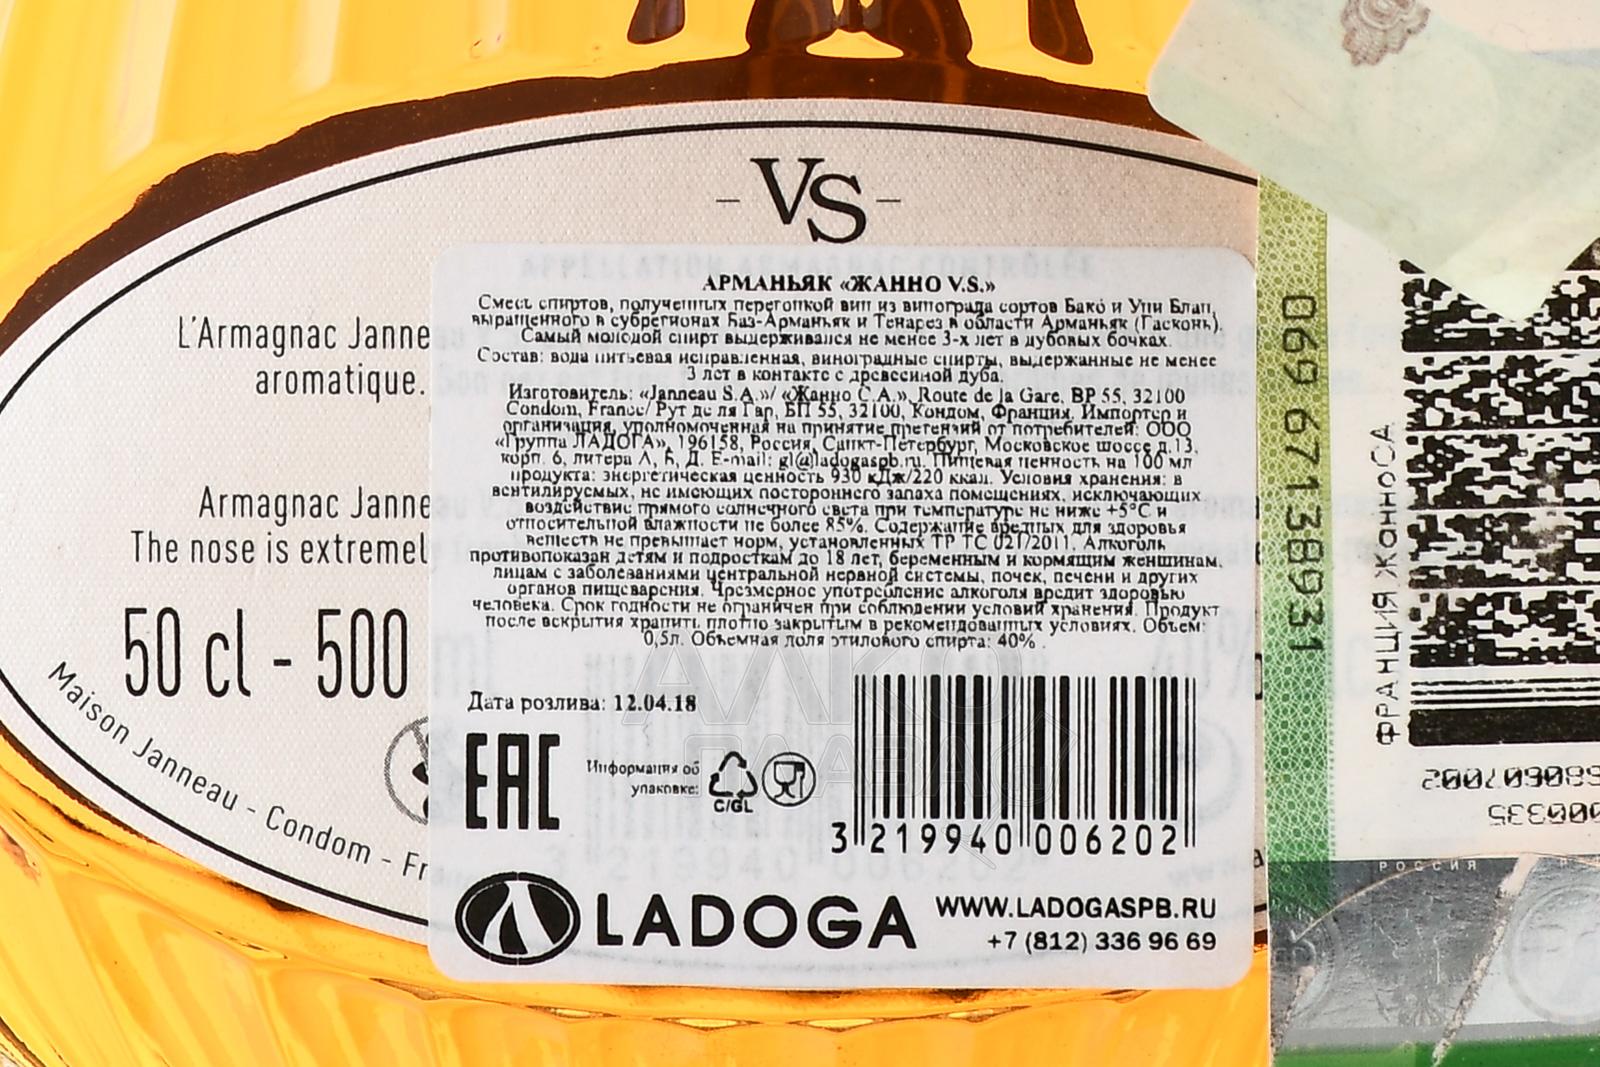 VS
APPELLATION ARMAGNAC CONTRÔLÉE
L'Armagnac Janne
aromatique.
Armagnac Janne
The nose is extremel
50 cl - 500
Maison Janneau - Condom - Fr
АРМАНЬЯК «ЖАННО V.S.»
Смесь спиртов, полученных перегонкой вин из винограда сортов Бако и Уни Блан,
выращенного в субрегионах Баз-Арманьяк и Тенарез в области Арманьяк (Гасконь).
Самый молодой спирт выдерживался не менее 3-х лет в дубовых бочках.
Состав: вода питьевая исправленная, виноградные спирты, выдержанные не менее
3 лет в контакте с древесиной дуба.
Изготовитель: «Janneau S.A.»/ «Жанно С.А.», Route de la Gare, BP 55, 32100
Condom, France/ Рут де ля Гар, БП 55, 32100, Кондом, Франция. Импортер и
организация, уполномоченная на принятие претензий от потребителей: ООО
«Группа ЛАДОГА», 196158, Россия, Санкт-Петербург, Московское шоссе д.13,
корп. 6, литера А, Б, Д. E-mail: gl@ladogaspb.ru. Пищевая ценность на 100 мл
продукта: энергетическая ценность 930 кДж/220 ккал. Условия хранения: в
вентилируемых, не имеющих постороннего запаха помещениях, исключающих
воздействие прямого солнечного света при температуре не ниже +5°С и
относительной влажности не более 85%. Содержание вредных для здоровья
веществ не превышает норм, установленных ТР ТС 021/2011. Алкоголь
противопоказан детям и подросткам до 18 лет, беременным и кормящим женщинам,
лицам с заболеваниями центральной нервной системы, почек, печени и других
органов пищеварения. Чрезмерное употребление алкоголя вредит здоровью
человека. Срок годности не ограничен при соблюдении условий хранения. Продукт
после вскрытия хранить плотно закрытым в рекомендованных условиях. Объем:
0,5л. Объемная доля этилового спирта: 40% .
Дата розлива: 12.04.18
EAC
Информация об
упаковке:
C/GL
3 219940 006202
LADOGA
WWW.LADOGASPB.RU
+7 (812) 336 96 69
АЛКО
ПЛАВА
069 67138931
ФРАНЦИЯ ЖАННОСА
680607002
000335
РОССИЯ